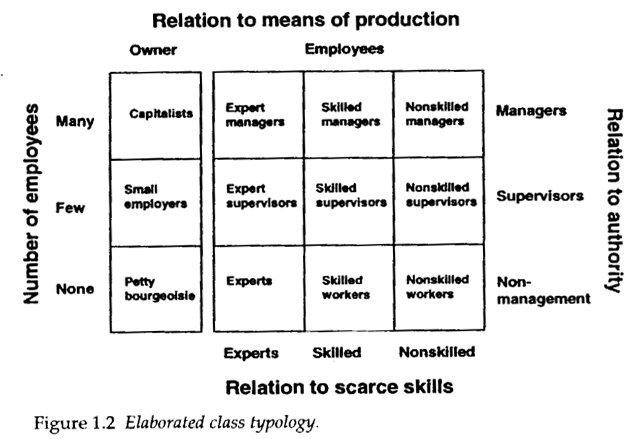 Relation to means of production
Owner
Employees
Number of employees
Many
Capitalists
Expert
managers
Skilled
managers
Nonskilled
managers
Managers
Few
Small
employers
Expert
supervisors
Skilled
supervisors
Nonskilled
supervisors
Supervisors
None
Petty
bourgeoisie
Experts
Skilled
workers
Nonskilled
workers
Non-
management
Relation to authority
Experts
Skilled
Nonskilled
Relation to scarce skills
Figure 1.2 Elaborated class typology.